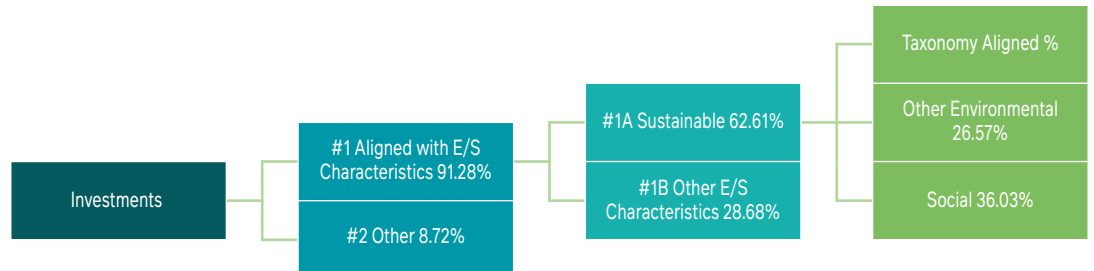 Investments
#1 Aligned with E/S
Characteristics 91.28%
#2 Other 8.72%
#1A Sustainable 62.61%
#1B Other E/S
Characteristics 28.68%
Taxonomy Aligned %
Other Environmental
26.57%
Social 36.03%